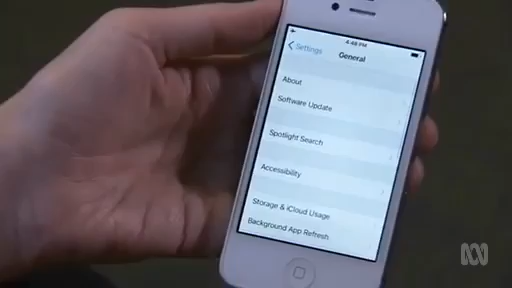 4:48 PM
Settings
General
About
Software Update
Spotlight Search
Accessibility
Storage & iCloud Usage
Background App Refresh